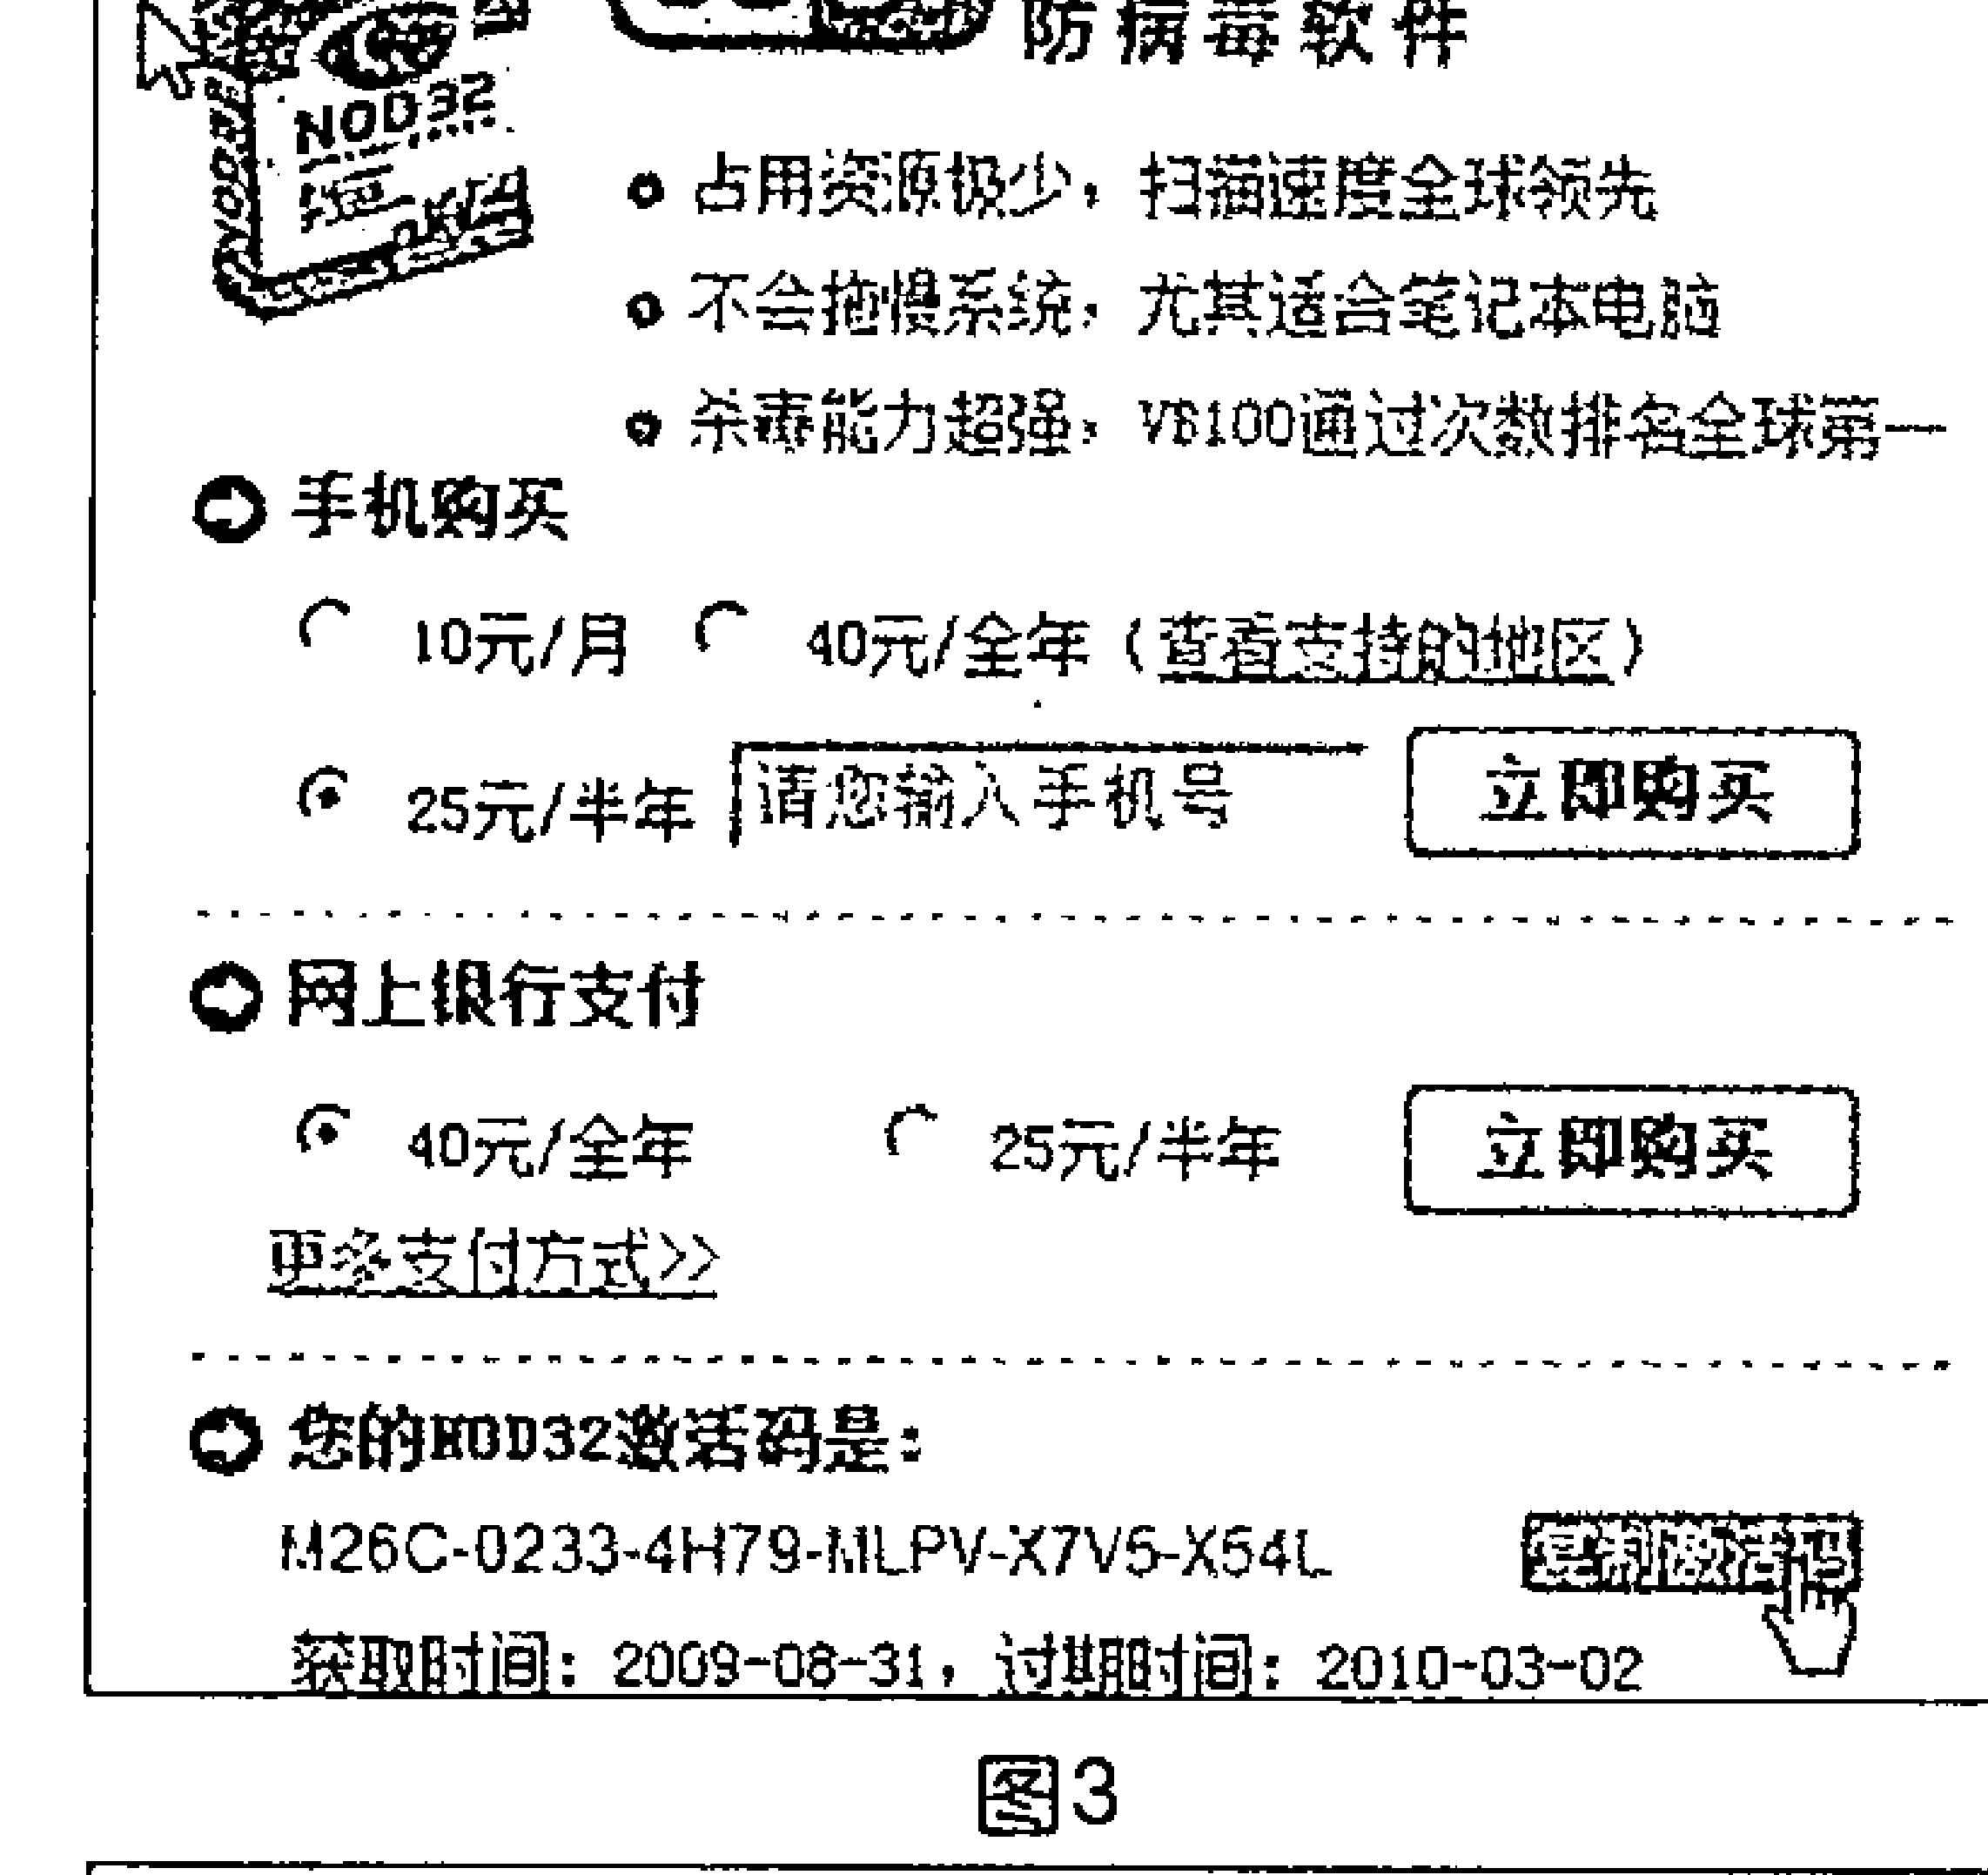 防病毒软件
NOD32
占用资源极少，扫描速度全球领先
不会拖慢系统，尤其适合笔记本电脑
杀毒能力超强，VB100通过次数排名全球第一
手机购买
10元/月 40元/全年（查看支持的地区）
25元/半年 请您输入手机号 立即购买
网上银行支付
40元/全年 25元/半年 立即购买
更多支付方式>>
您的NOD32激活码是：
M26C-0233-4H79-MLPV-X7V5-X54L 复制激活码
获取时间：2009-08-31，过期时间：2010-03-02
图3